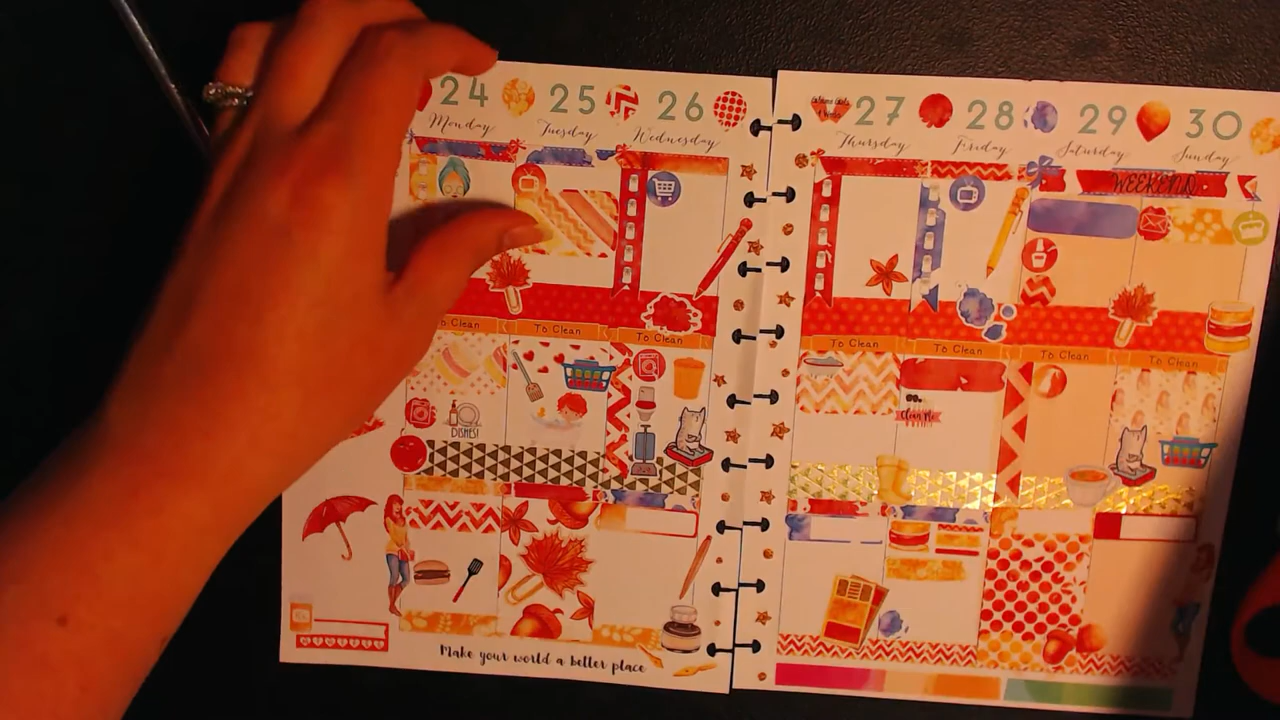 24 25 26
Monday Tuesday Wednesday
27 28 29 30
Thursday Friday Saturday Sunday
WEEKEND
To Clean To Clean To Clean
To Clean To Clean To Clean To Clean
DISHES!
Clean Me
Make your world a better place